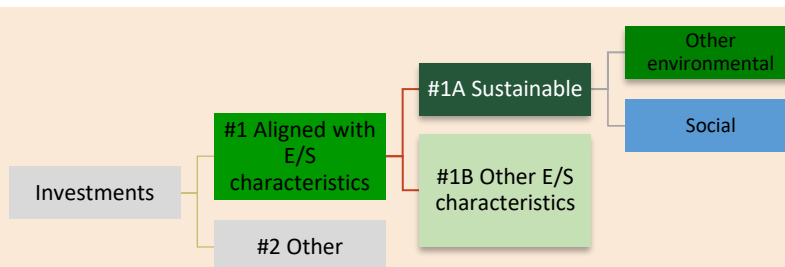 Investments
#1 Aligned with
E/S
characteristics
#2 Other
#1A Sustainable
#1B Other E/S
characteristics
Other
environmental
Social